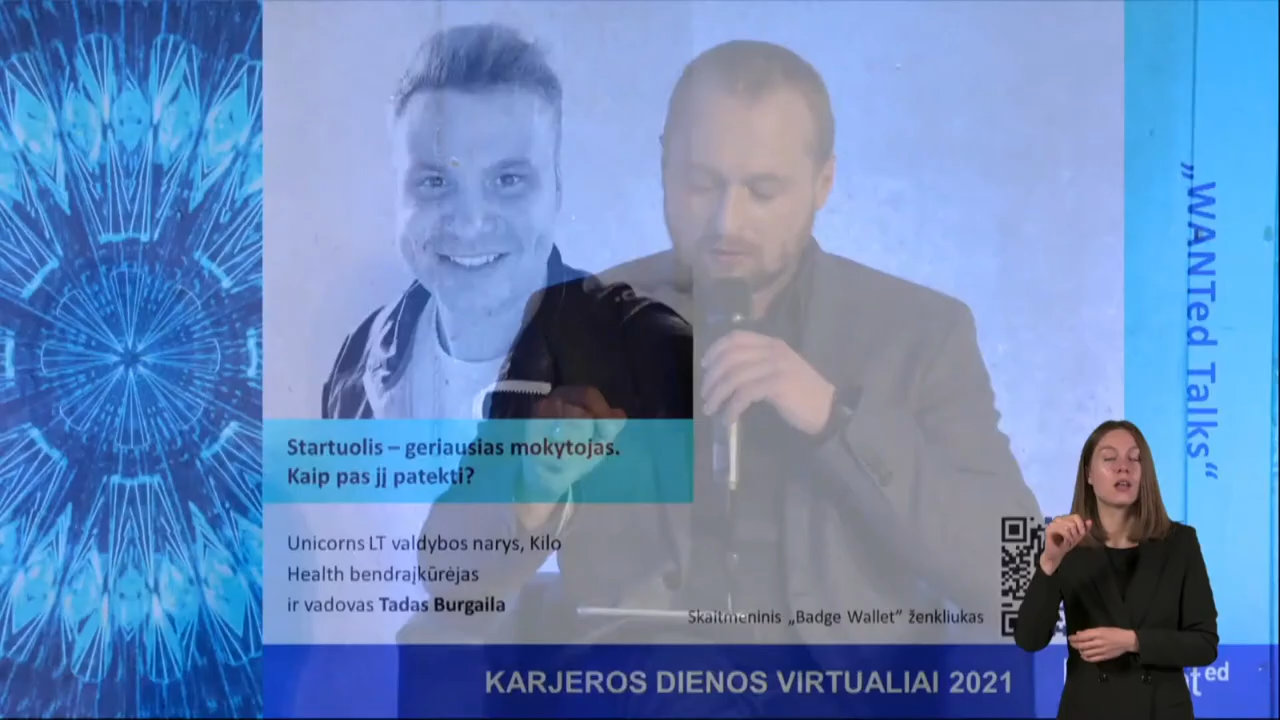 Startuolis – geriausias mokytojas.
Kaip pas jį patekti?
Unicorns LT valdybos narys, Kilo
Health bendraįkūrėjas
ir vadovas Tadas Burgaila
Skaitmeninis „Badge Wallet” ženkliukas
KARJEROS DIENOS VIRTUALIAI 2021
„WANTed Talks“